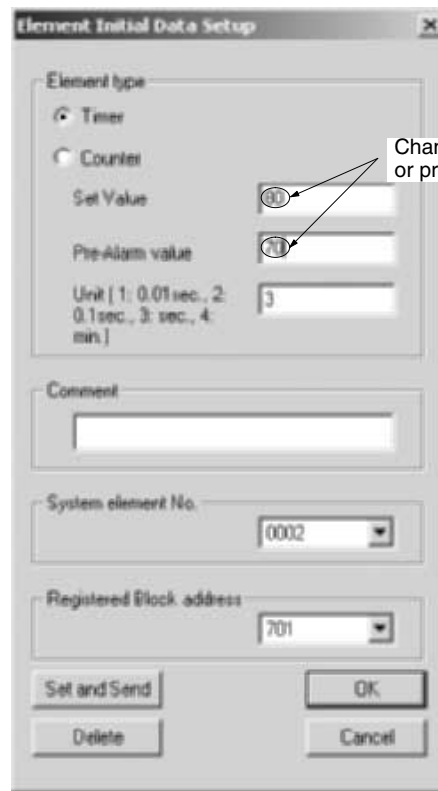 Element Initial Data Setup
Element type
Timer
Counter
Set Value
80
Pre-Alarm value
70
Unit [ 1: 0.01sec., 2:
0.1sec., 3: sec., 4:
min.]
3
Char
or pr
Comment
System element No.
0002
Registered Block address
701
Set and Send
OK
Delete
Cancel